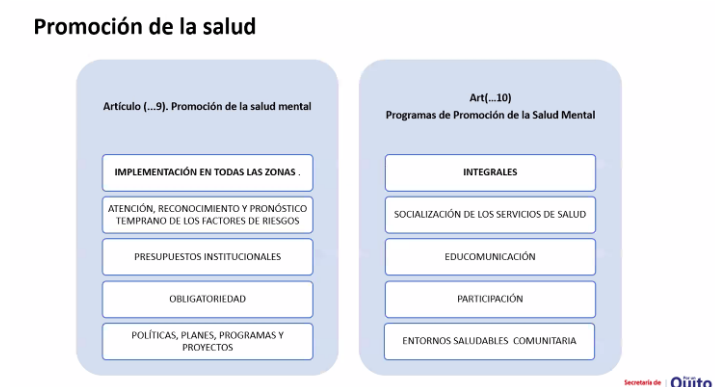 Promoción de la salud
Artículo (...9). Promoción de la salud mental
IMPLEMENTACIÓN EN TODAS LAS ZONAS .
ATENCIÓN, RECONOCIMIENTO Y PRONÓSTICO
TEMPRANO DE LOS FACTORES DE RIESGOS
PRESUPUESTOS INSTITUCIONALES
OBLIGATORIEDAD
POLÍTICAS, PLANES, PROGRAMAS Y
PROYECTOS
Art(...10)
Programas de Promoción de la Salud Mental
INTEGRALES
SOCIALIZACIÓN DE LOS SERVICIOS DE SALUD
EDUCOMUNICACIÓN
PARTICIPACIÓN
ENTORNOS SALUDABLES  COMUNITARIA
Secretaría de
Quito